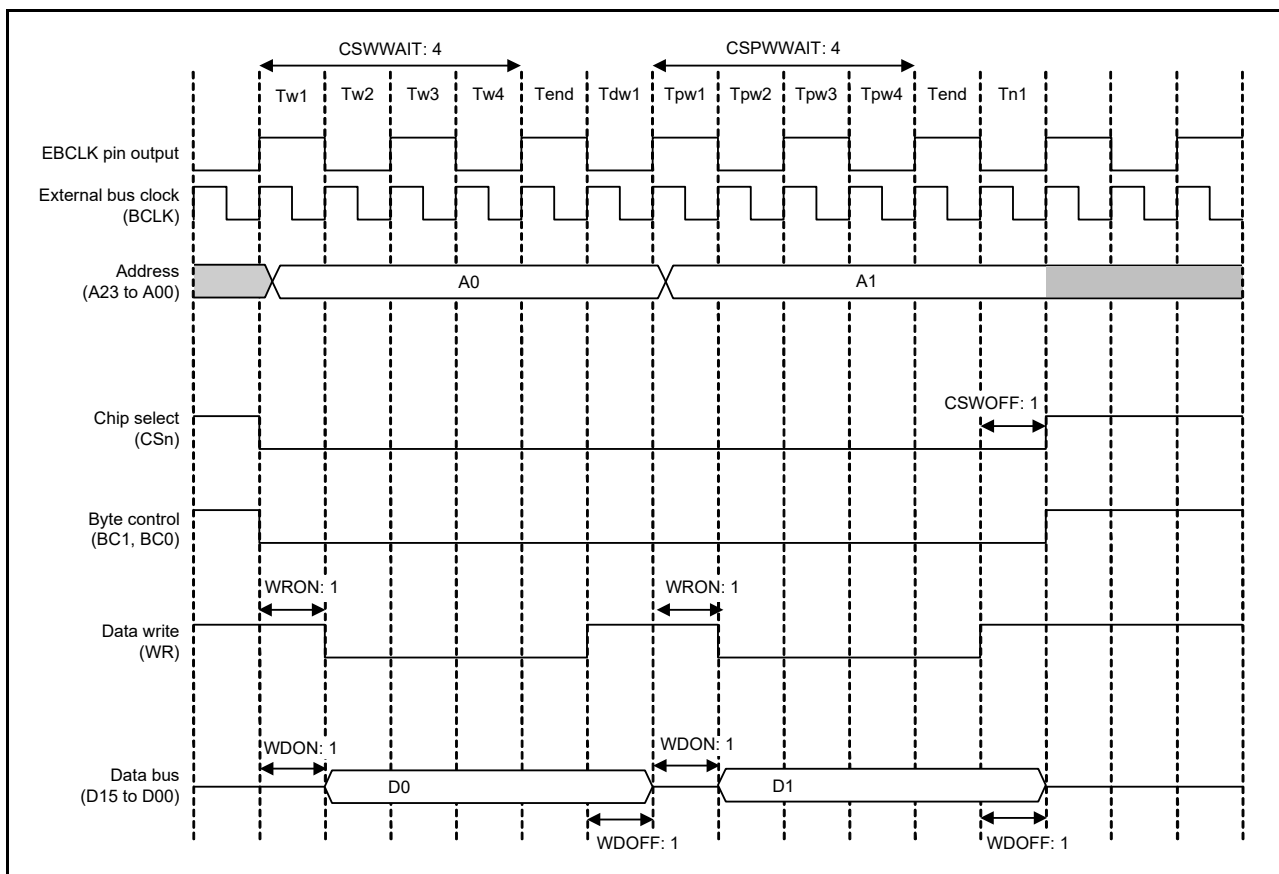 CSWWAIT: 4 CSPWWAIT: 4
Tw1 Tw2 Tw3 Tw4 Tend Tdw1 Tpw1 Tpw2 Tpw3 Tpw4 Tend Tn1
EBCLK pin output
External bus clock
(BCLK)
Address
(A23 to A00)
A0 A1
CSWOFF: 1
Chip select
(CSn)
Byte control
(BC1, BC0)
WRON: 1 WRON: 1
Data write
(WR)
WDON: 1 WDON: 1
Data bus
(D15 to D00)
D0 D1
WDOFF: 1 WDOFF: 1